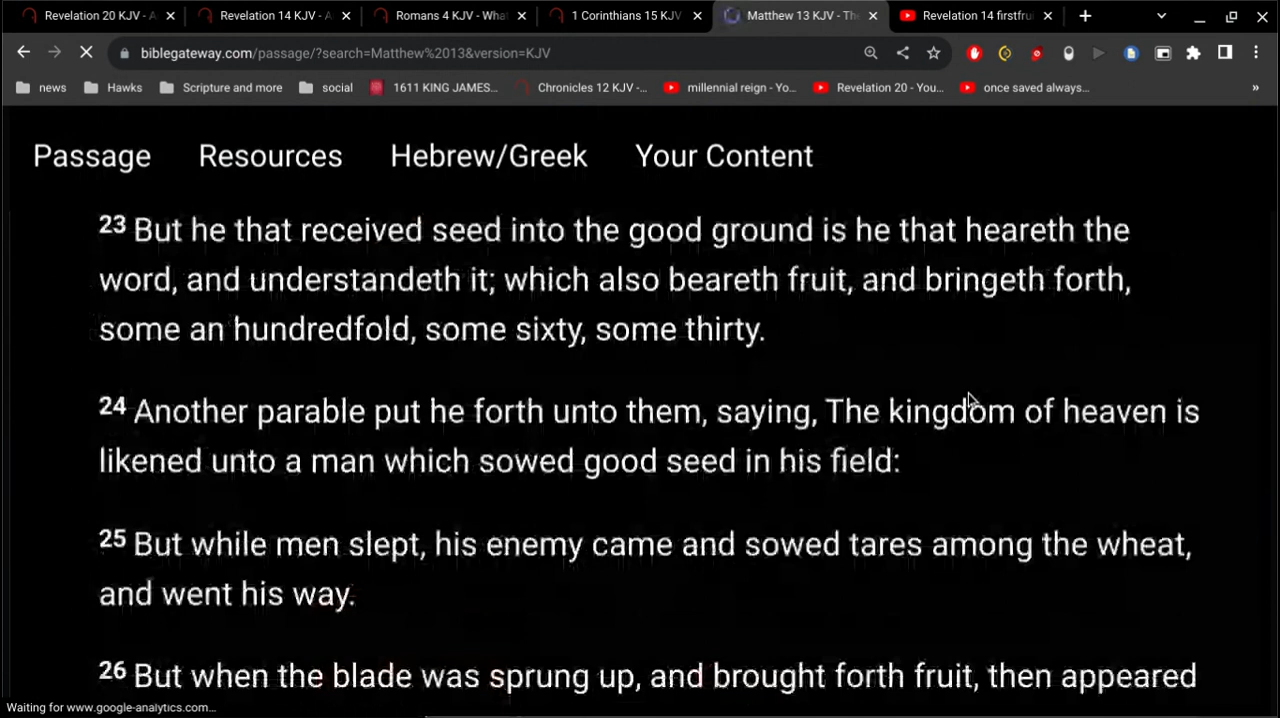 Revelation 20 KJV - A
Revelation 14 KJV - A
Romans 4 KJV - Wha
1 Corinthians 15 KJV
Matthew 13 KJV - The
Revelation 14 firstfru
biblegateway.com/passage/?search=Matthew%2013&version=KJV
news
Hawks
Scripture and more
social
1611 KING JAMES...
Chronicles 12 KJV -...
millennial reign - Yo...
Revelation 20 - You...
once saved always...
»
Passage
Resources
Hebrew/Greek
Your Content
23 But he that received seed into the good ground is he that heareth the
word, and understandeth it; which also beareth fruit, and bringeth forth,
some an hundredfold, some sixty, some thirty.
24 Another parable put he forth unto them, saying, The kingdom of heaven is
likened unto a man which sowed good seed in his field:
25 But while men slept, his enemy came and sowed tares among the wheat,
and went his way.
26 But when the blade was sprung up, and brought forth fruit, then appeared
Waiting for www.google-analytics.com...